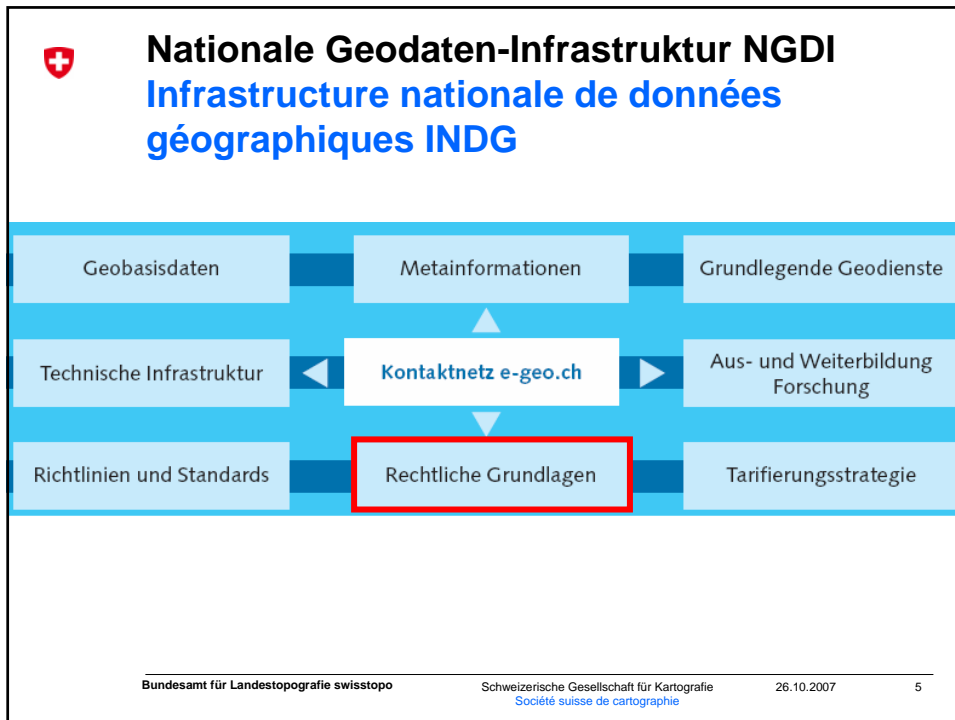 Nationale Geodaten-Infrastruktur NGDI
Infrastructure nationale de données
géographiques INDG
Geobasisdaten
Metainformationen
Grundlegende Geodienste
Technische Infrastruktur
Kontaktnetz e-geo.ch
Aus- und Weiterbildung
Forschung
Richtlinien und Standards
Rechtliche Grundlagen
Tarifierungsstrategie
Bundesamt für Landestopografie swisstopo
Schweizerische Gesellschaft für Kartografie
Société suisse de cartographie
26.10.2007
5